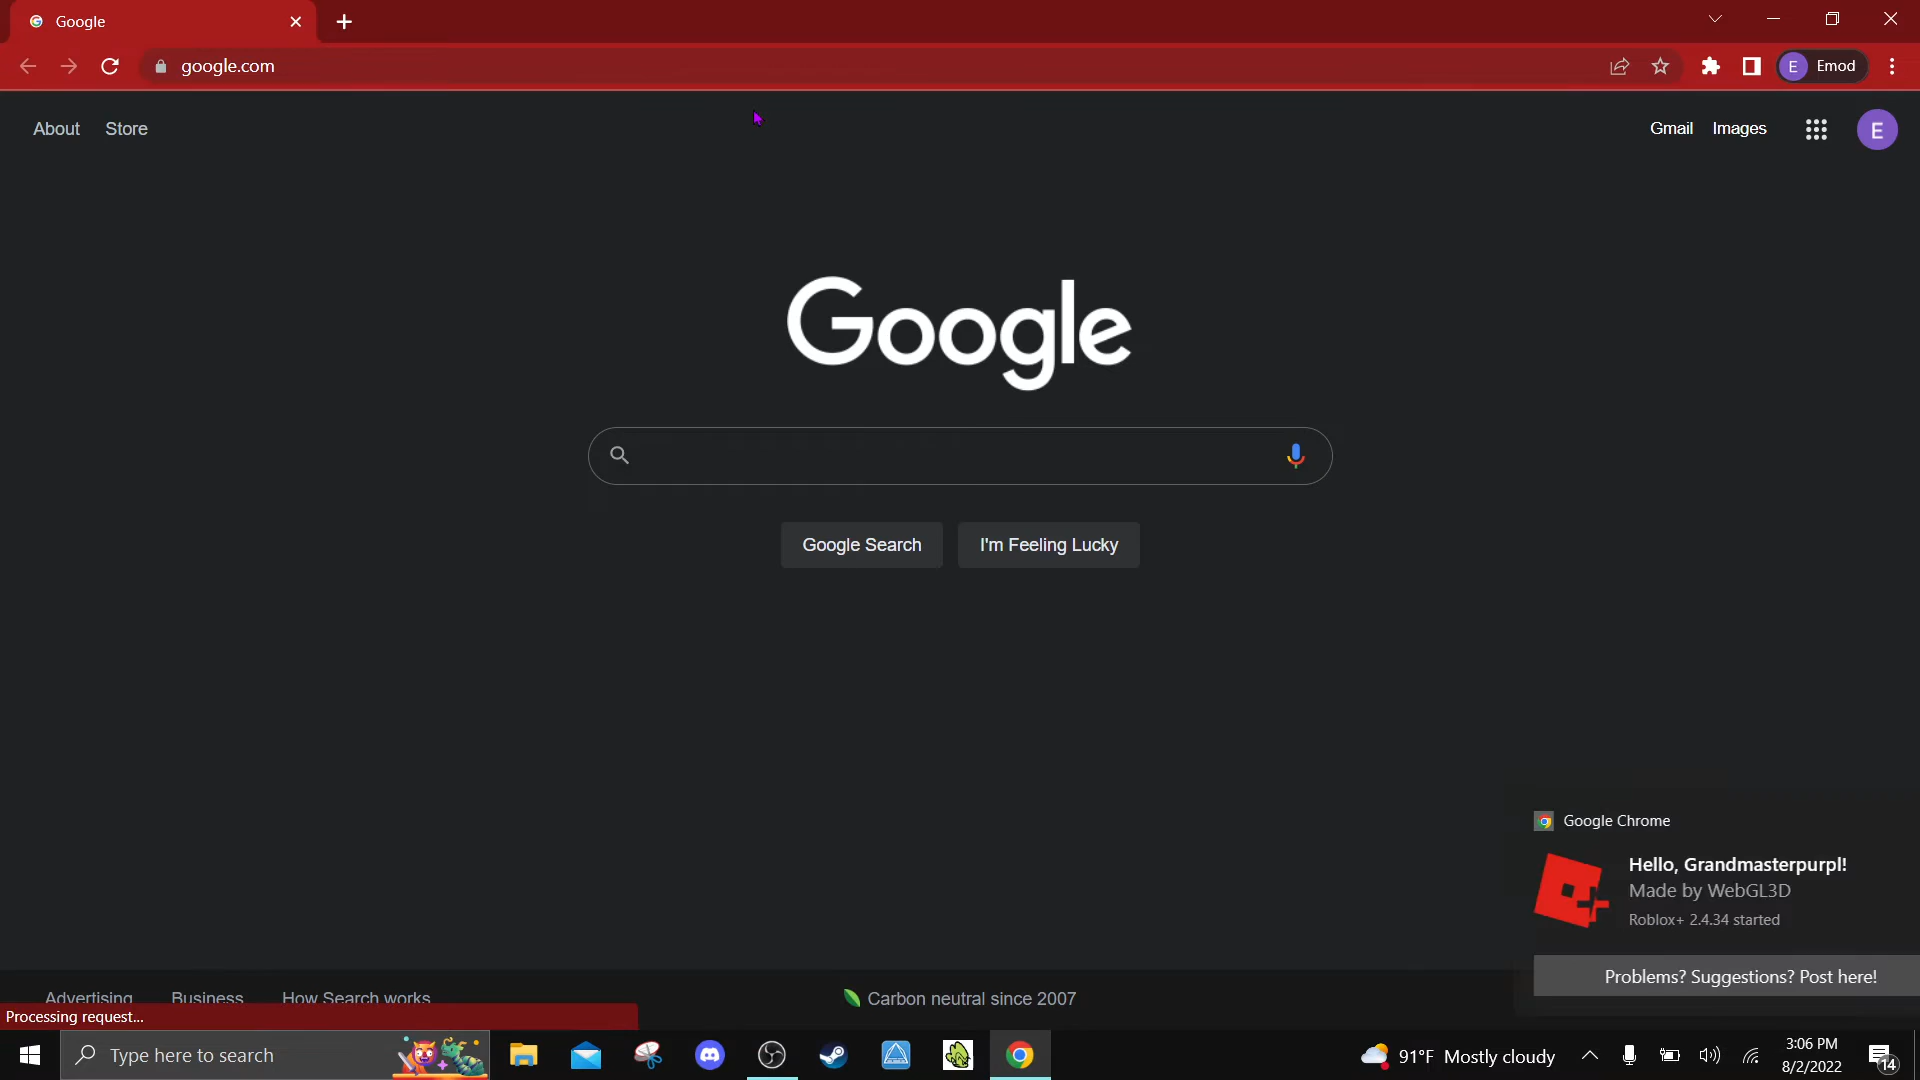 Google
google.com
E
Emod
About
Store
Gmail
Images
E
Google
Google Search
I'm Feeling Lucky
Google Chrome
Hello, Grandmasterpurpl!
Made by WebGL3D
Roblox+ 2.4.34 started
Problems? Suggestions? Post here!
Advertising
Business
How Search works
Carbon neutral since 2007
Processing request...
Type here to search
91°F Mostly cloudy
3:06 PM
8/2/2022
14